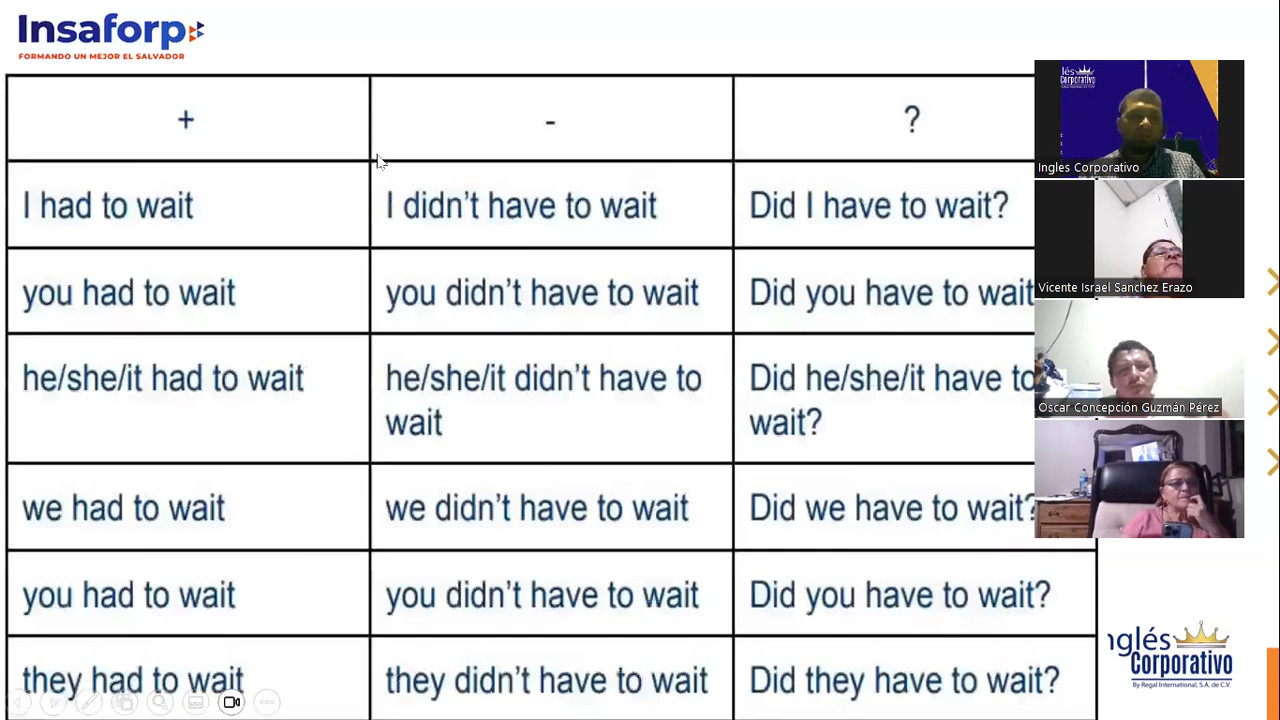 Insaforp
FORMANDO UN MEJOR EL SALVADOR
+ - ?
I had to wait I didn't have to wait Did I have to wait?
you had to wait you didn't have to wait Did you have to wait
he/she/it had to wait he/she/it didn't have to Did he/she/it have to
wait wait?
we had to wait we didn't have to wait Did we have to wait?
you had to wait you didn't have to wait Did you have to wait?
they had to wait they didn't have to wait Did they have to wait?
lés
Corporativo
Ingles Corporativo
Vicente Israel Sanchez Erazo
Oscar Concepción Guzmán Pérez
nglés
Corporativo
By Regal International, S.A. de C.V.